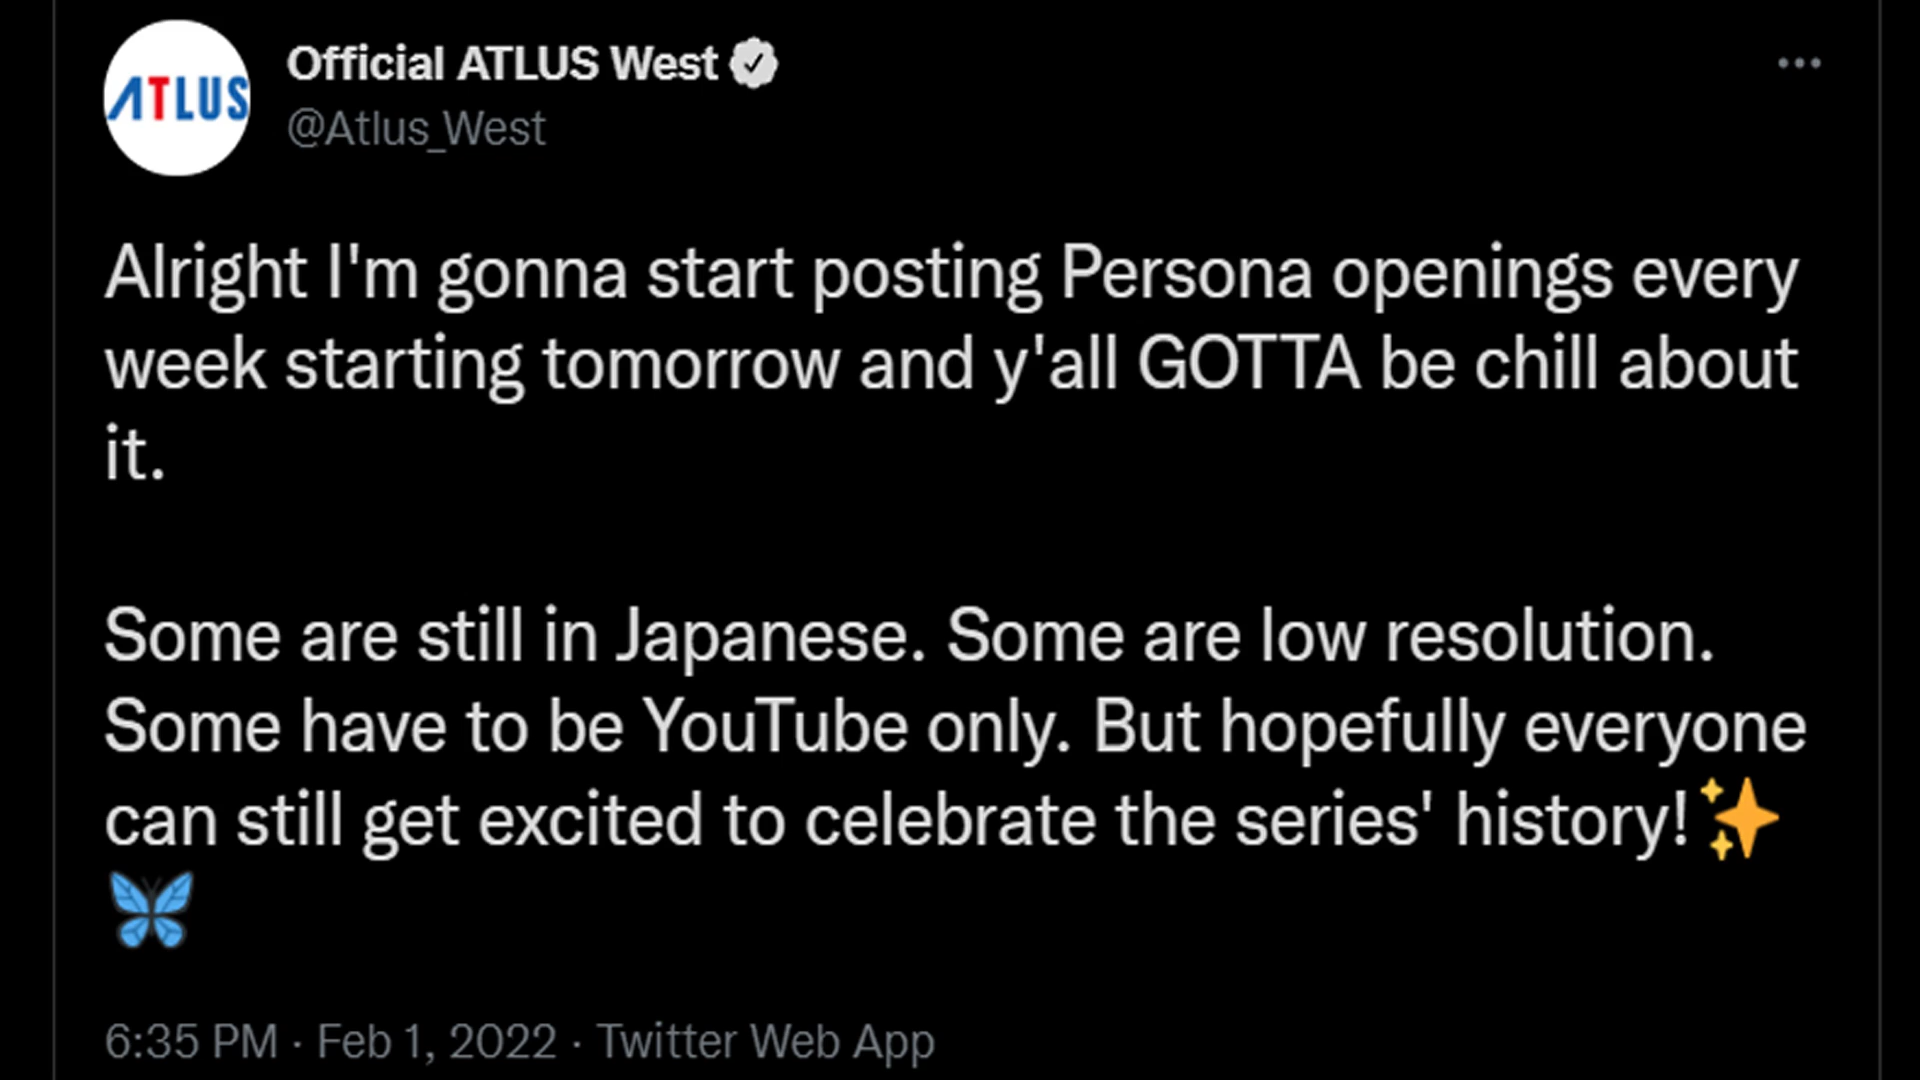 ATLUS
Official ATLUS West
@Atlus_West
Alright I'm gonna start posting Persona openings every
week starting tomorrow and y'all GOTTA be chill about
it.
Some are still in Japanese. Some are low resolution.
Some have to be YouTube only. But hopefully everyone
can still get excited to celebrate the series' history!✨
🦋
6:35 PM · Feb 1, 2022 · Twitter Web App